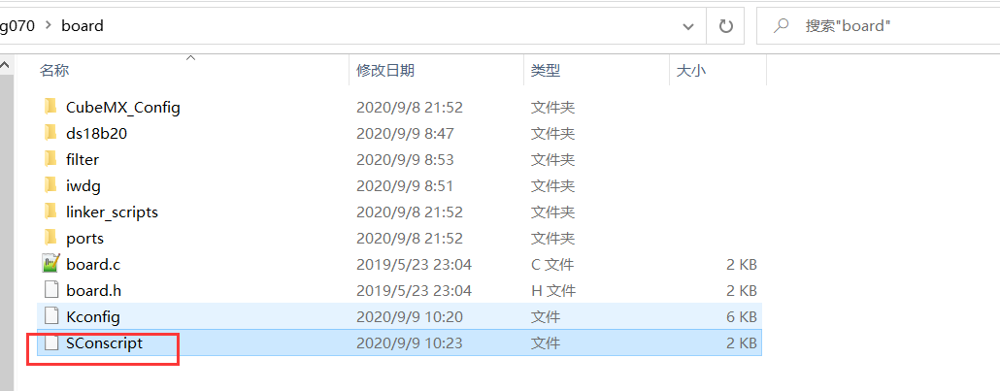 g070 > board 搜索"board"
名称 修改日期 类型 大小
CubeMX_Config 2020/9/8 21:52 文件夹
ds18b20 2020/9/9 8:47 文件夹
filter 2020/9/9 8:53 文件夹
iwdg 2020/9/9 8:51 文件夹
linker_scripts 2020/9/8 21:52 文件夹
ports 2020/9/8 21:52 文件夹
board.c 2019/5/23 23:04 C 文件 2 KB
board.h 2019/5/23 23:04 H 文件 2 KB
Kconfig 2020/9/9 10:20 文件 6 KB
SConscript 2020/9/9 10:23 文件 2 KB